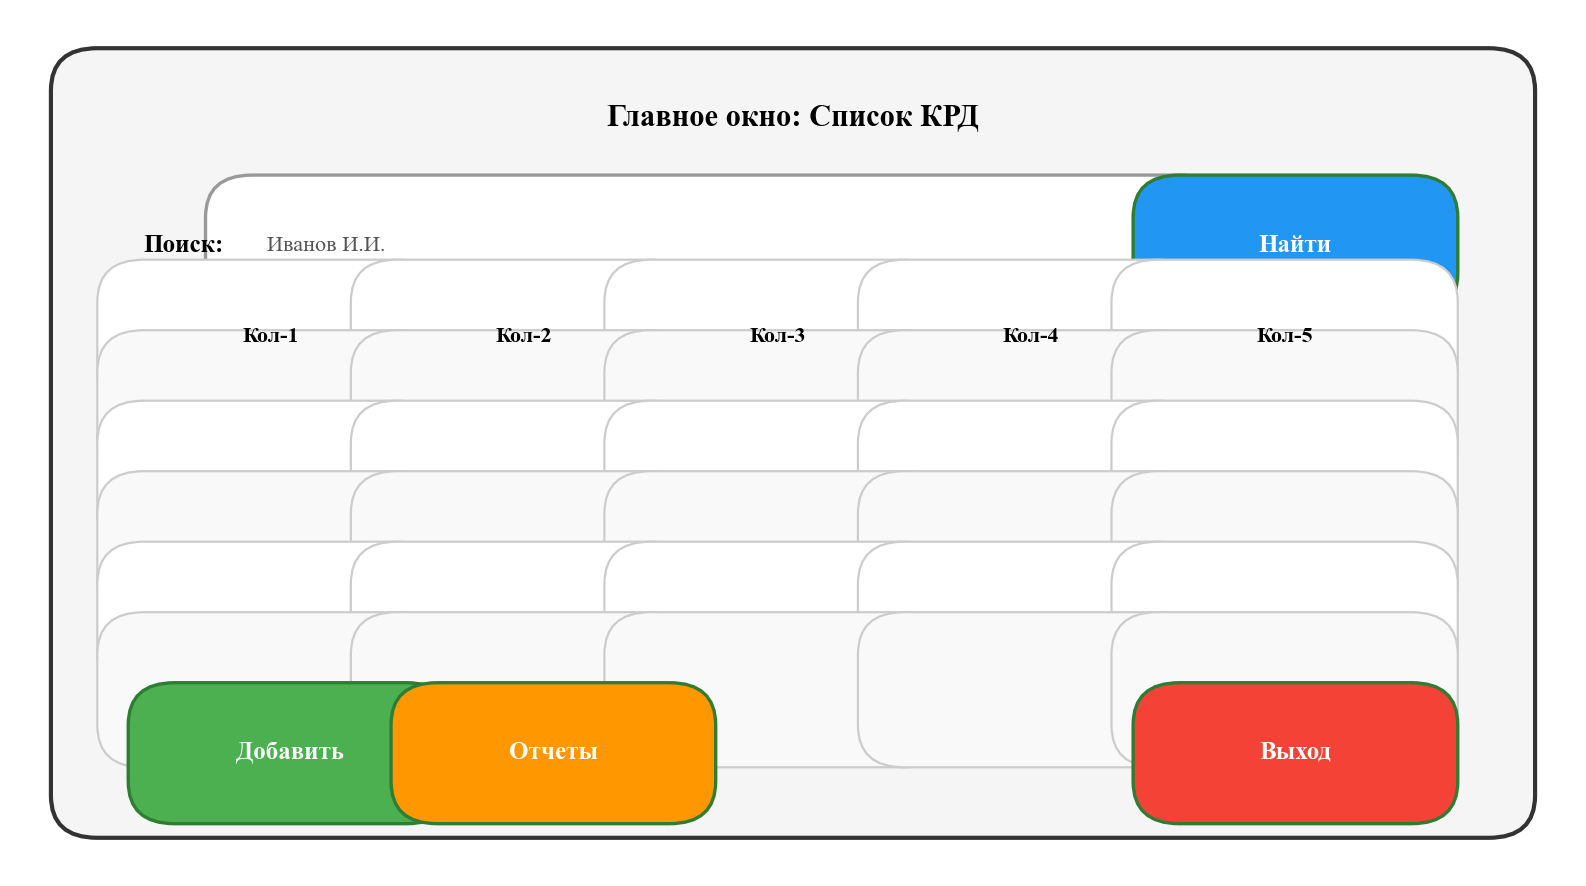 Главное окно: Список КРД
Поиск: Иванов И.И. Найти
Кол-1 Кол-2 Кол-3 Кол-4 Кол-5
Добавить Отчеты Выход